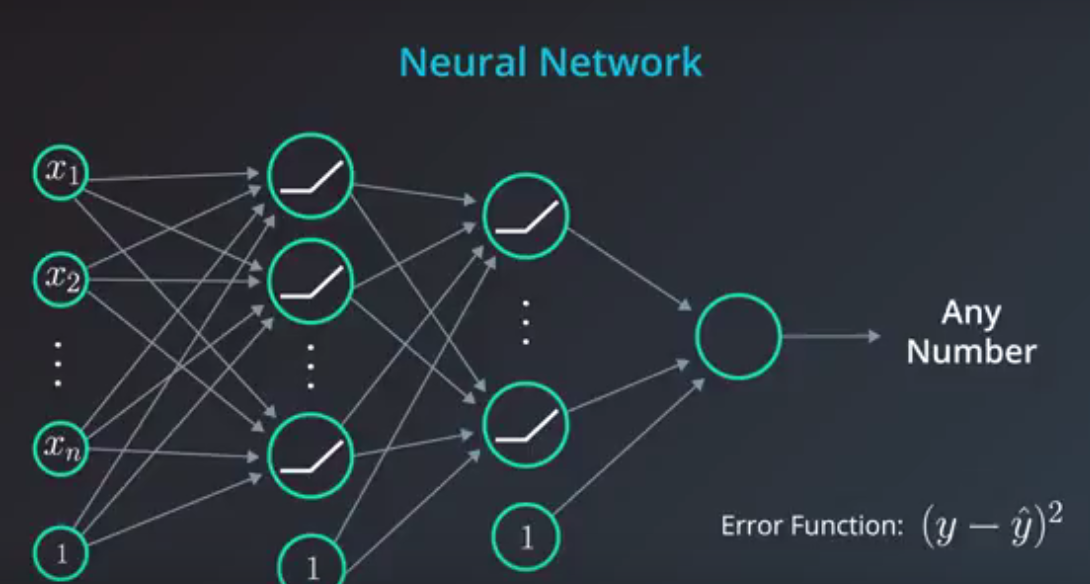 Neural Network
x₁
x₂
xₙ
1
1
1
Any
Number
Error Function: (y − ŷ)²